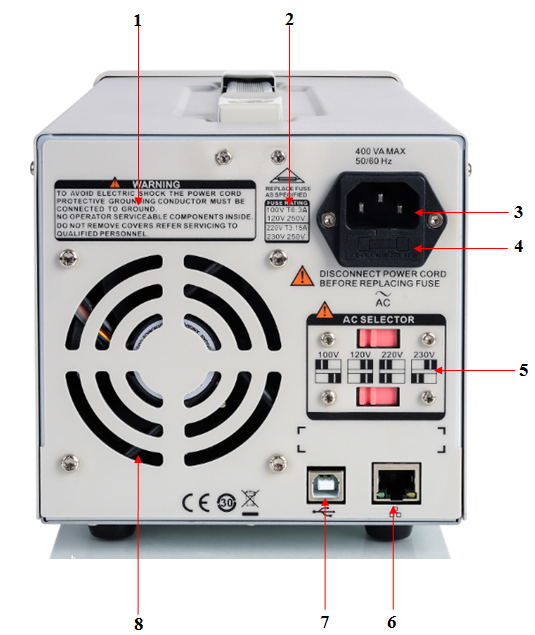 1
2
400 VA MAX
50/60 Hz
WARNING
TO AVOID ELECTRIC SHOCK THE POWER CORD
PROTECTIVE GROUNDING CONDUCTOR MUST BE
CONNECTED TO GROUND.
NO OPERATOR SERVICEABLE COMPONENTS INSIDE.
DO NOT REMOVE COVERS REFER SERVICING TO
QUALIFIED PERSONNEL.
REPLACE FUSE
AS SPECIFIED
FUSE RATING
100V T6.3A
120V 250V
220V T3.15A
230V 250V
3
4
DISCONNECT POWER CORD
BEFORE REPLACING FUSE
AC
AC SELECTOR
100V 120V 220V 230V
5
CE 30
8
7
6